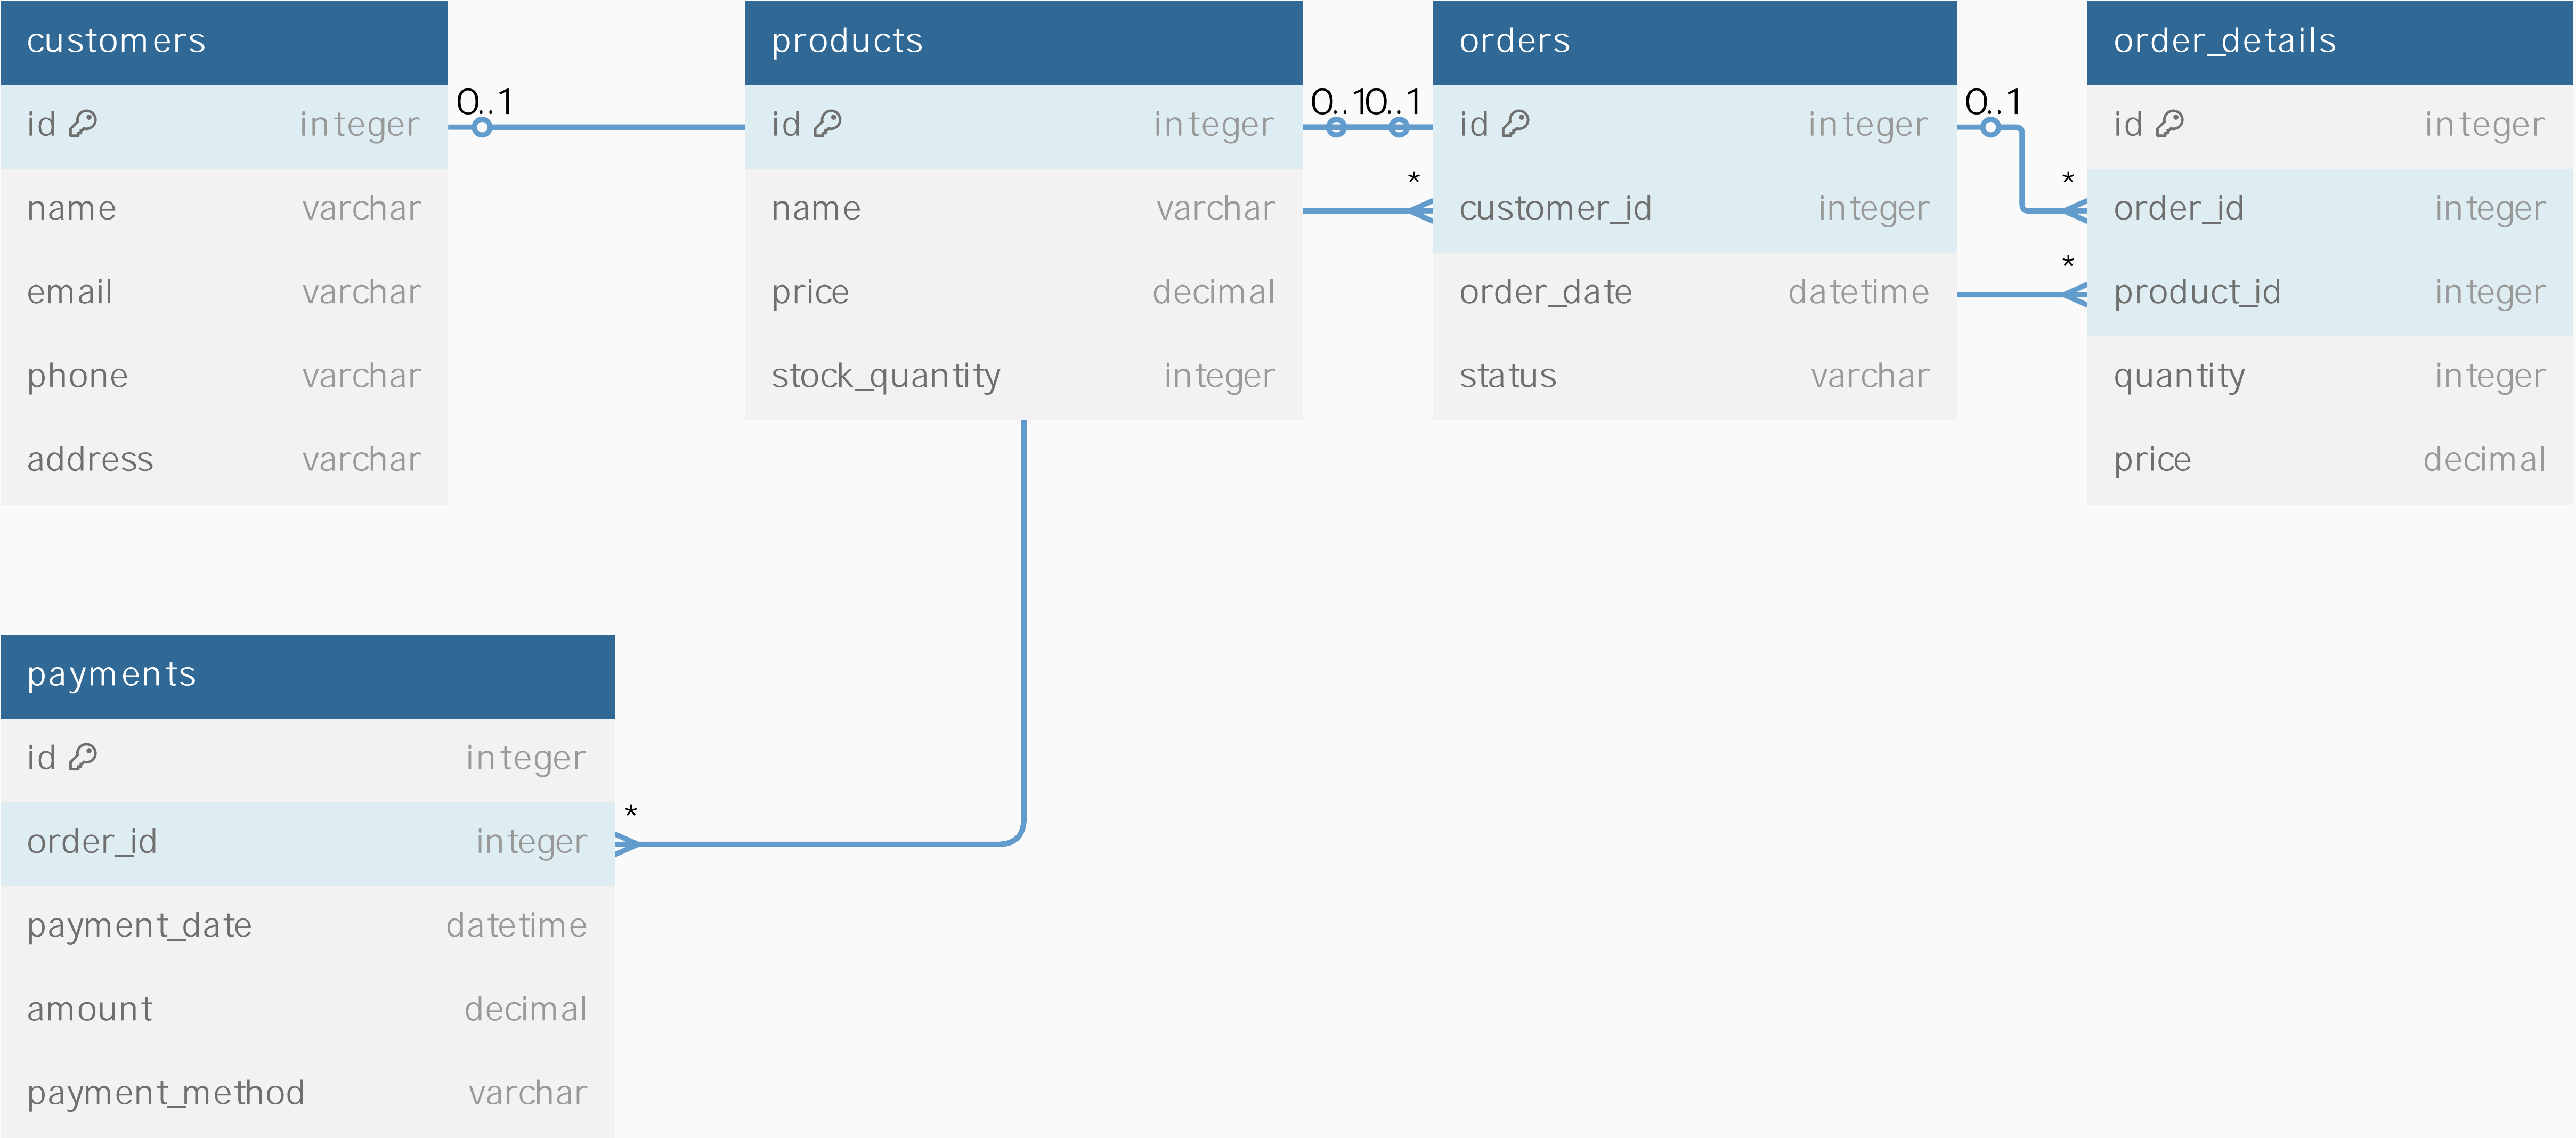 customers
id integer
name varchar
email varchar
phone varchar
address varchar
0..1
products
id integer
name varchar
price decimal
stock_quantity integer
0..1
0..1
*
orders
id integer
customer_id integer
order_date datetime
status varchar
0..1
*
*
order_details
id integer
order_id integer
product_id integer
quantity integer
price decimal
payments
id integer
order_id integer
payment_date datetime
amount decimal
payment_method varchar
*